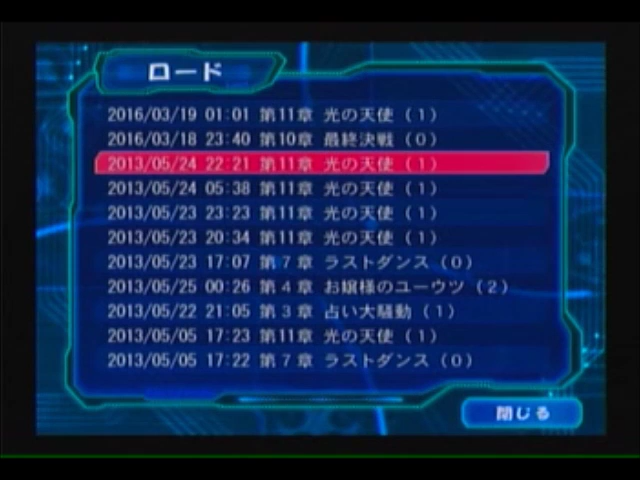 ロード
2016/03/19 01:01 第11章 光の天使（1）
2016/03/18 23:40 第10章 最終決戦（0）
2013/05/24 22:21 第11章 光の天使（1）
2013/05/24 05:38 第11章 光の天使（1）
2013/05/23 23:23 第11章 光の天使（1）
2013/05/23 20:34 第11章 光の天使（1）
2013/05/23 17:07 第7章 ラストダンス（0）
2013/05/25 00:26 第4章 お嬢様のユーウツ（2）
2013/05/22 21:05 第3章 占い大騒動（1）
2013/05/05 17:23 第11章 光の天使（1）
2013/05/05 17:22 第7章 ラストダンス（0）
閉じる